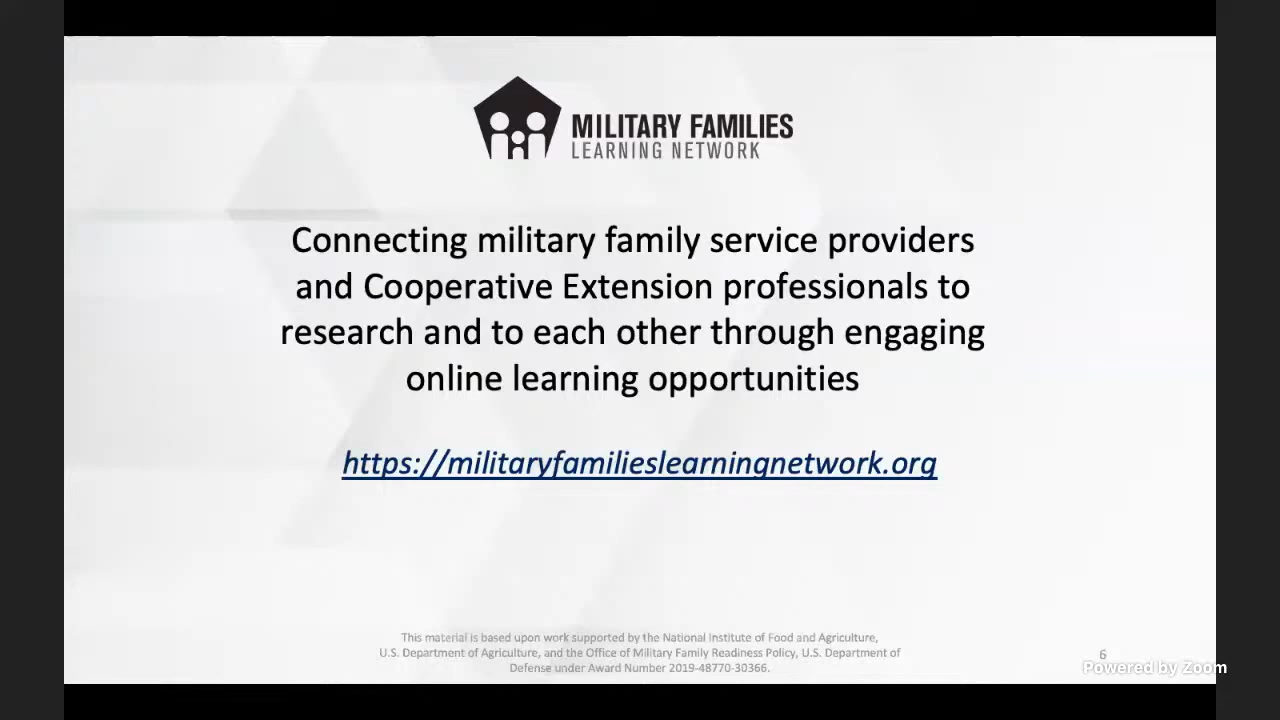 MILITARY FAMILIES
LEARNING NETWORK
Connecting military family service providers
and Cooperative Extension professionals to
research and to each other through engaging
online learning opportunities
https://militaryfamilieslearningnetwork.org
This material is based upon work supported by the National Institute of Food and Agriculture,
U.S. Department of Agriculture, and the Office of Military Family Readiness Policy, U.S. Department of
Defense under Award Number 2019-48770-30366.
6
Powered by Zoom